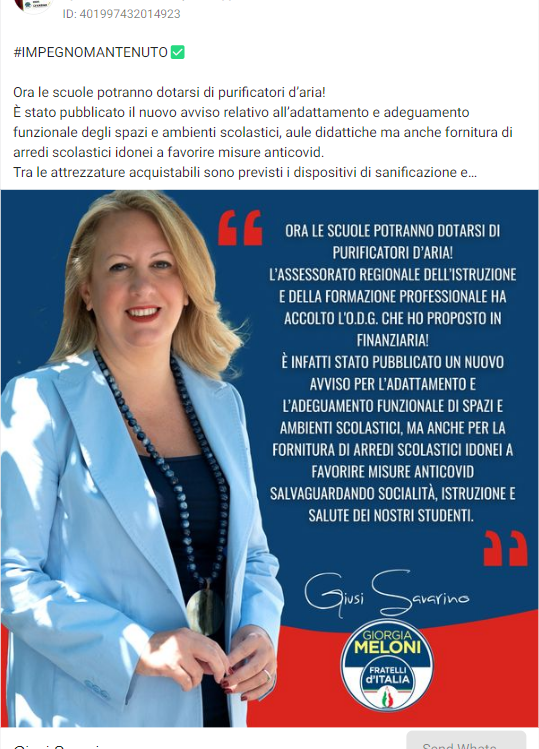 ID: 401997432014923
#IMPEGNOMANTENUTO✅
Ora le scuole potranno dotarsi di purificatori d'aria!
È stato pubblicato il nuovo avviso relativo all'adattamento e adeguamento
funzionale degli spazi e ambienti scolastici, aule didattiche ma anche fornitura di
arredi scolastici idonei a favorire misure anticovid.
Tra le attrezzature acquistabili sono previsti i dispositivi di sanificazione e...
ORA LE SCUOLE POTRANNO DOTARSI DI
PURIFICATORI D'ARIA!
L'ASSESSORATO REGIONALE DELL'ISTRUZIONE
E DELLA FORMAZIONE PROFESSIONALE HA
ACCOLTO L'O.D.G. CHE HO PROPOSTO IN
FINANZIARIA!
È INFATTI STATO PUBBLICATO UN NUOVO
AVVISO PER L'ADATTAMENTO E
L'ADEGUAMENTO FUNZIONALE DI SPAZI E
AMBIENTI SCOLASTICI, MA ANCHE PER LA
FORNITURA DI ARREDI SCOLASTICI IDONEI A
FAVORIRE MISURE ANTICOVID
SALVAGUARDANDO SOCIALITÀ, ISTRUZIONE E
SALUTE DEI NOSTRI STUDENTI.
Giusi Savarino
GIORGIA
MELONI
FRATELLI
d'ITALIA
Giusi Savarino
Send Whats